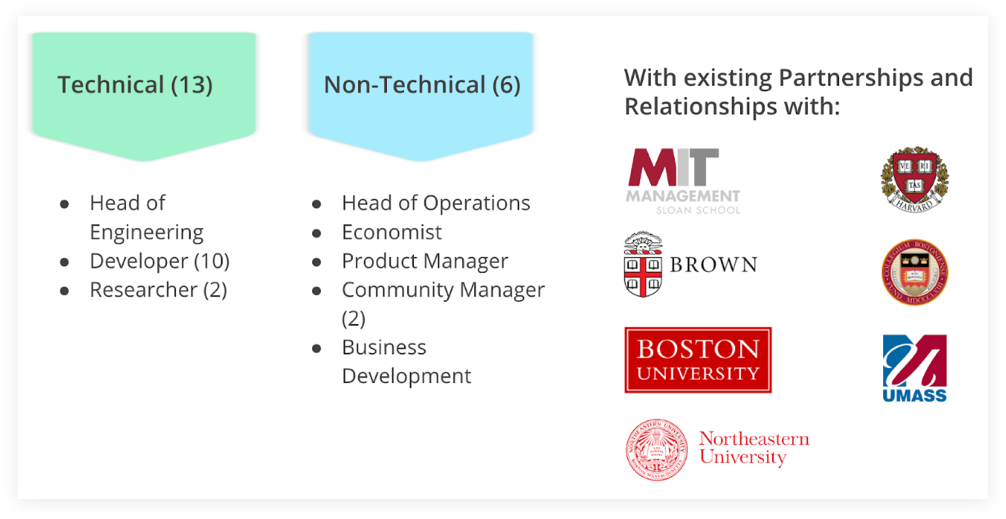 Technical (13)
Head of
Engineering
Developer (10)
Researcher (2)
Non-Technical (6)
Head of Operations
Economist
Product Manager
Community Manager
(2)
Business
Development
With existing Partnerships and
Relationships with:
MIT
MANAGEMENT
SLOAN SCHOOL
VE RI
TAS
HARVARD
BROWN
BOSTON
UNIVERSITY
UMASS
Northeastern
University